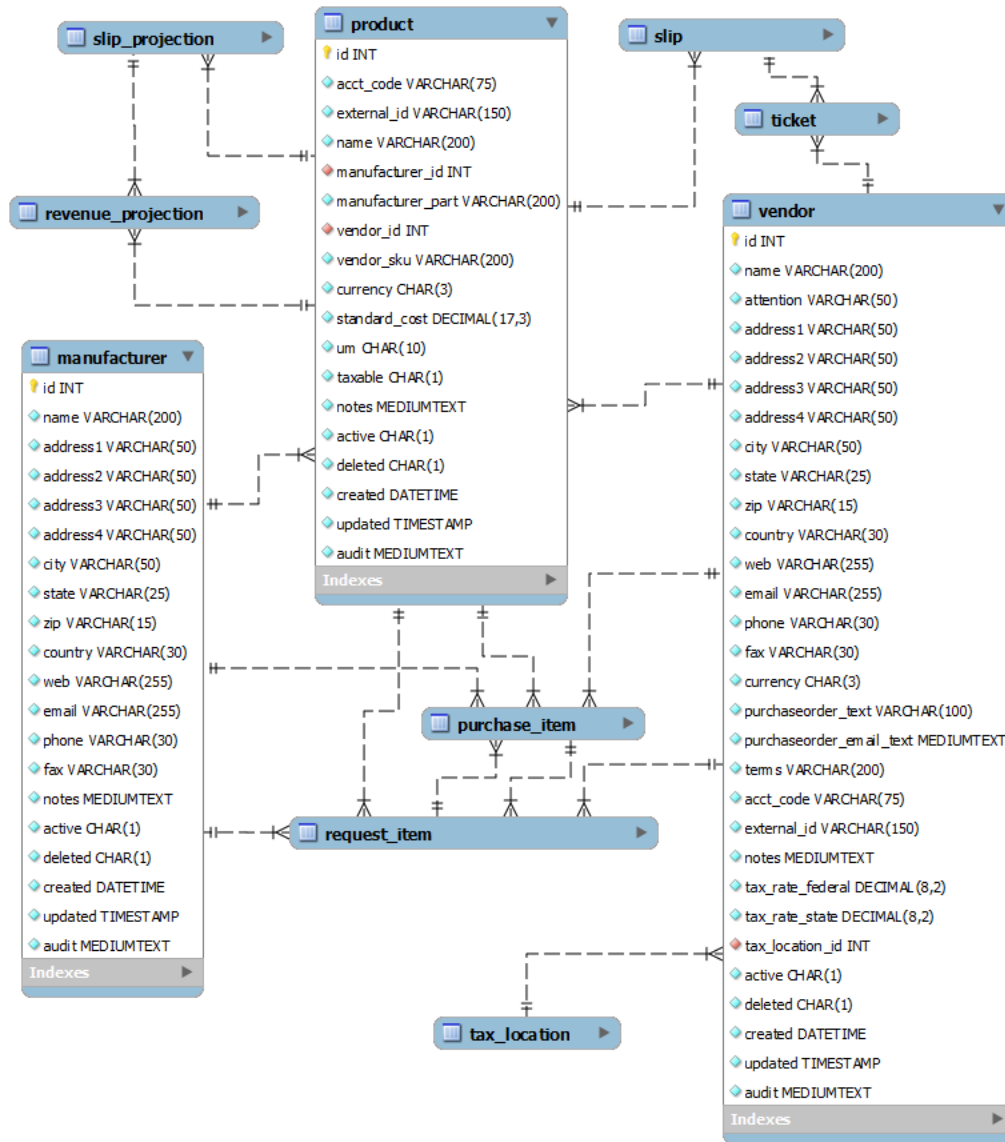 slip_projection
product
id INT
acct_code VARCHAR(75)
external_id VARCHAR(150)
name VARCHAR(200)
manufacturer_id INT
manufacturer_part VARCHAR(200)
vendor_id INT
vendor_sku VARCHAR(200)
currency CHAR(3)
standard_cost DECIMAL(17,3)
um CHAR(10)
taxable CHAR(1)
notes MEDIUMTEXT
active CHAR(1)
deleted CHAR(1)
created DATETIME
updated TIMESTAMP
audit MEDIUMTEXT
Indexes
slip
ticket
revenue_projection
manufacturer
id INT
name VARCHAR(200)
address1 VARCHAR(50)
address2 VARCHAR(50)
address3 VARCHAR(50)
address4 VARCHAR(50)
city VARCHAR(50)
state VARCHAR(25)
zip VARCHAR(15)
country VARCHAR(30)
web VARCHAR(255)
email VARCHAR(255)
phone VARCHAR(30)
fax VARCHAR(30)
notes MEDIUMTEXT
active CHAR(1)
deleted CHAR(1)
created DATETIME
updated TIMESTAMP
audit MEDIUMTEXT
Indexes
vendor
id INT
name VARCHAR(200)
attention VARCHAR(50)
address1 VARCHAR(50)
address2 VARCHAR(50)
address3 VARCHAR(50)
address4 VARCHAR(50)
city VARCHAR(50)
state VARCHAR(25)
zip VARCHAR(15)
country VARCHAR(30)
web VARCHAR(255)
email VARCHAR(255)
phone VARCHAR(30)
fax VARCHAR(30)
currency CHAR(3)
purchaseorder_text VARCHAR(100)
purchaseorder_email_text MEDIUMTEXT
terms VARCHAR(200)
acct_code VARCHAR(75)
external_id VARCHAR(150)
notes MEDIUMTEXT
tax_rate_federal DECIMAL(8,2)
tax_rate_state DECIMAL(8,2)
tax_location_id INT
active CHAR(1)
deleted CHAR(1)
created DATETIME
updated TIMESTAMP
audit MEDIUMTEXT
Indexes
purchase_item
request_item
tax_location